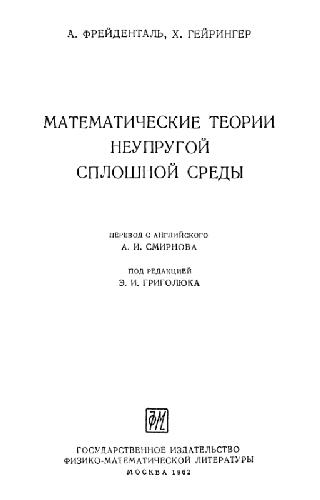 А. ФРЕЙДЕНТАЛЬ, Х. ГЕЙРИНГЕР
МАТЕМАТИЧЕСКИЕ ТЕОРИИ
НЕУПРУГОЙ
СПЛОШНОЙ СРЕДЫ
ПЕРЕВОД С АНГЛИЙСКОГО
А. И. СМИРНОВА
ПОД РЕДАКЦИЕЙ
Э. И. ГРИГОЛЮКА
ФМ
ГОСУДАРСТВЕННОЕ ИЗДАТЕЛЬСТВО
ФИЗИКО-МАТЕМАТИЧЕСКОЙ ЛИТЕРАТУРЫ
МОСКВА 1962